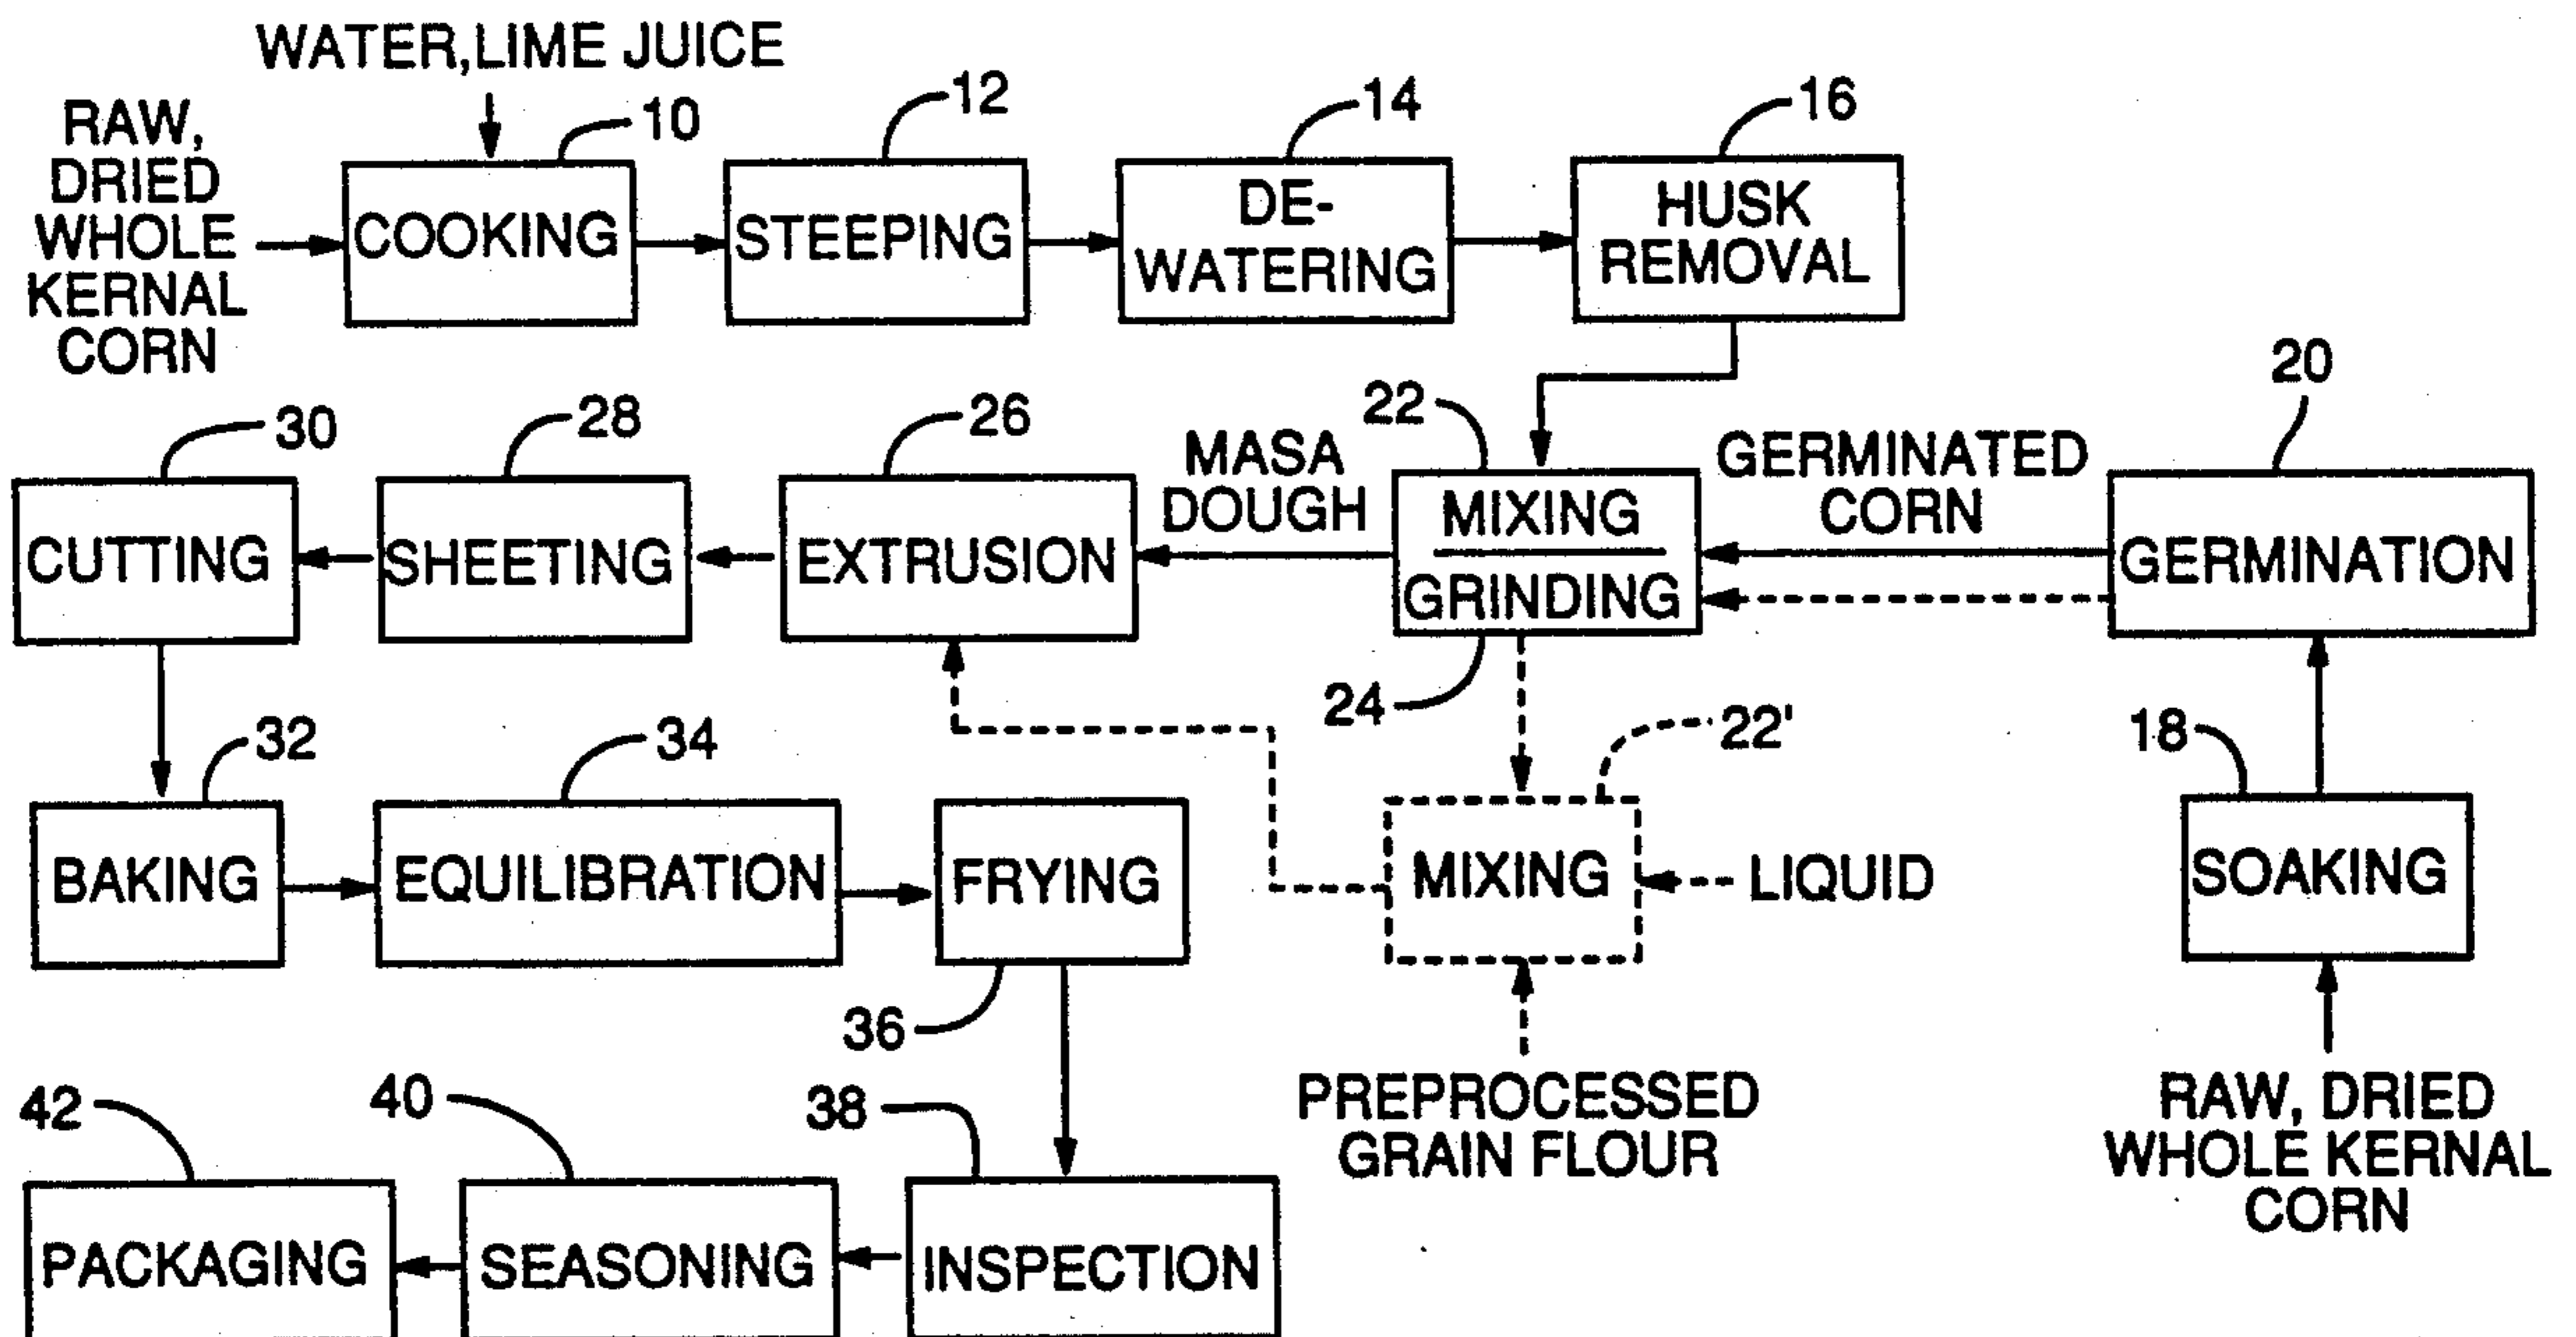 WATER,LIME JUICE
RAW,
DRIED
WHOLE
KERNAL
CORN
10
COOKING
12
STEEPING
14
DE-
WATERING
16
HUSK
REMOVAL
30
CUTTING
28
SHEETING
26
EXTRUSION
MASA
DOUGH
22
MIXING
GRINDING
24
GERMINATED
CORN
20
GERMINATION
32
BAKING
34
EQUILIBRATION
FRYING
36
22'
MIXING
LIQUID
PREPROCESSED
GRAIN FLOUR
18
SOAKING
RAW, DRIED
WHOLE KERNAL
CORN
42
PACKAGING
40
SEASONING
38
INSPECTION